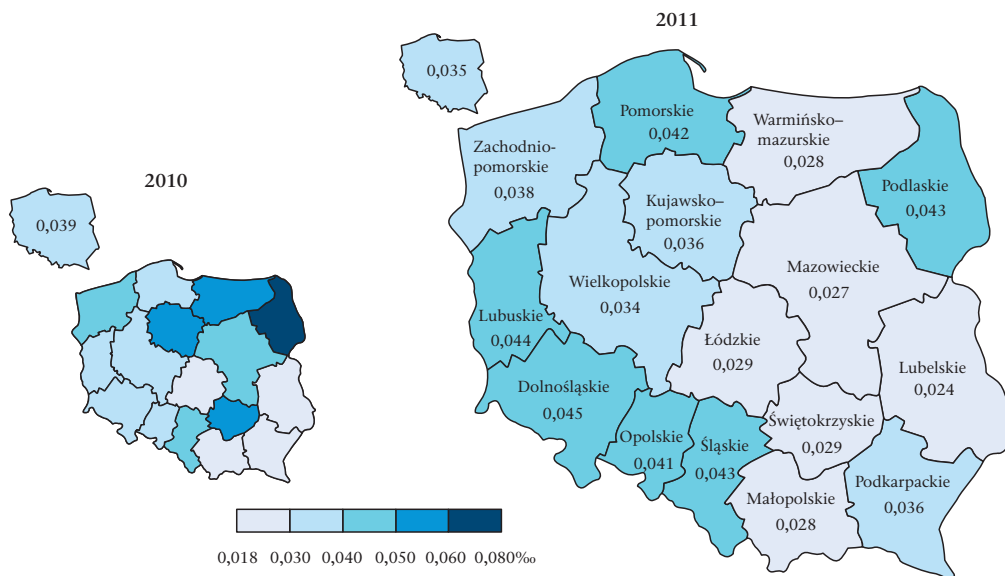 2011
0,035
Pomorskie
0,042
Warmińsko–
mazurskie
0,028
Zachodnio-
pomorskie
0,038
Podlaskie
0,043
Kujawsko–
pomorskie
0,036
2010
0,039
Mazowieckie
0,027
Wielkopolskie
0,034
Lubuskie
0,044
Łódzkie
0,029
Lubelskie
0,024
Dolnośląskie
0,045
Świętokrzyskie
0,029
Opolskie
0,041
Śląskie
0,043
Podkarpackie
0,036
Małopolskie
0,028
0,018 0,030 0,040 0,050 0,060 0,080‰